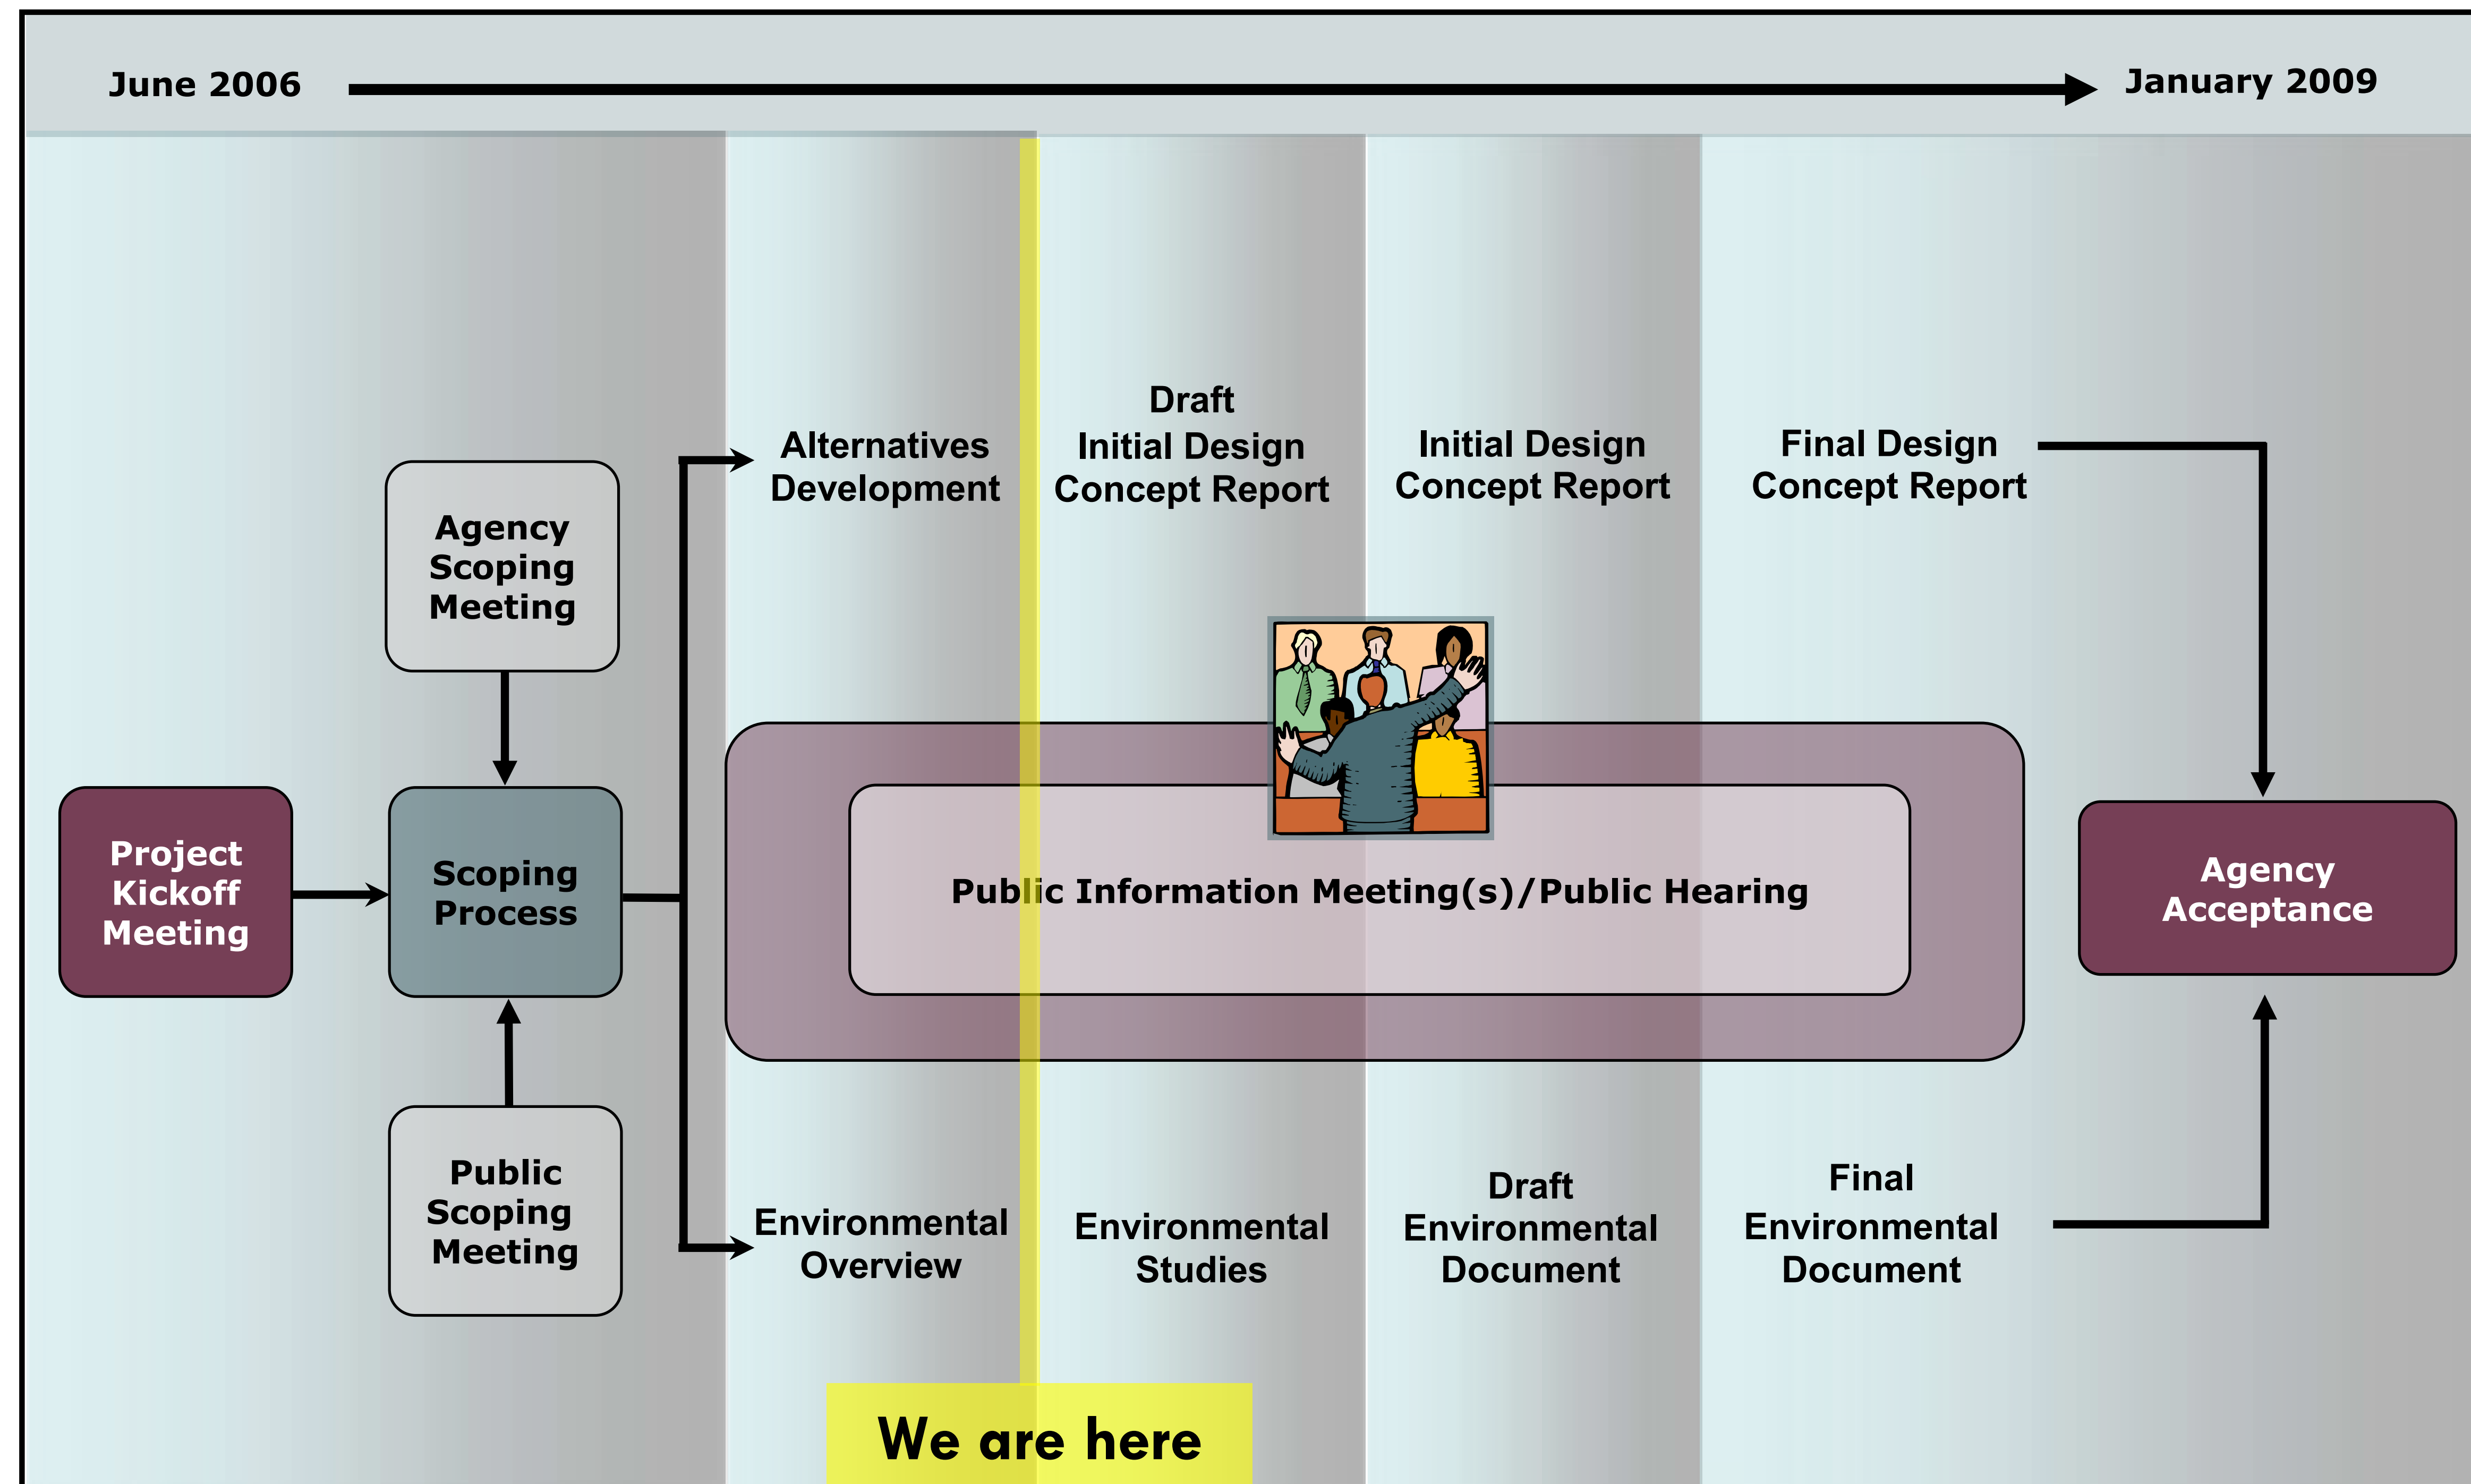 June 2006
January 2009
Agency
Scoping
Meeting
Project
Kickoff
Meeting
Scoping
Process
Public
Scoping
Meeting
Alternatives
Development
Draft
Initial Design
Concept Report
Initial Design
Concept Report
Final Design
Concept Report
Public Information Meeting(s)/Public Hearing
Agency
Acceptance
Environmental
Overview
Environmental
Studies
Draft
Environmental
Document
Final
Environmental
Document
We are here